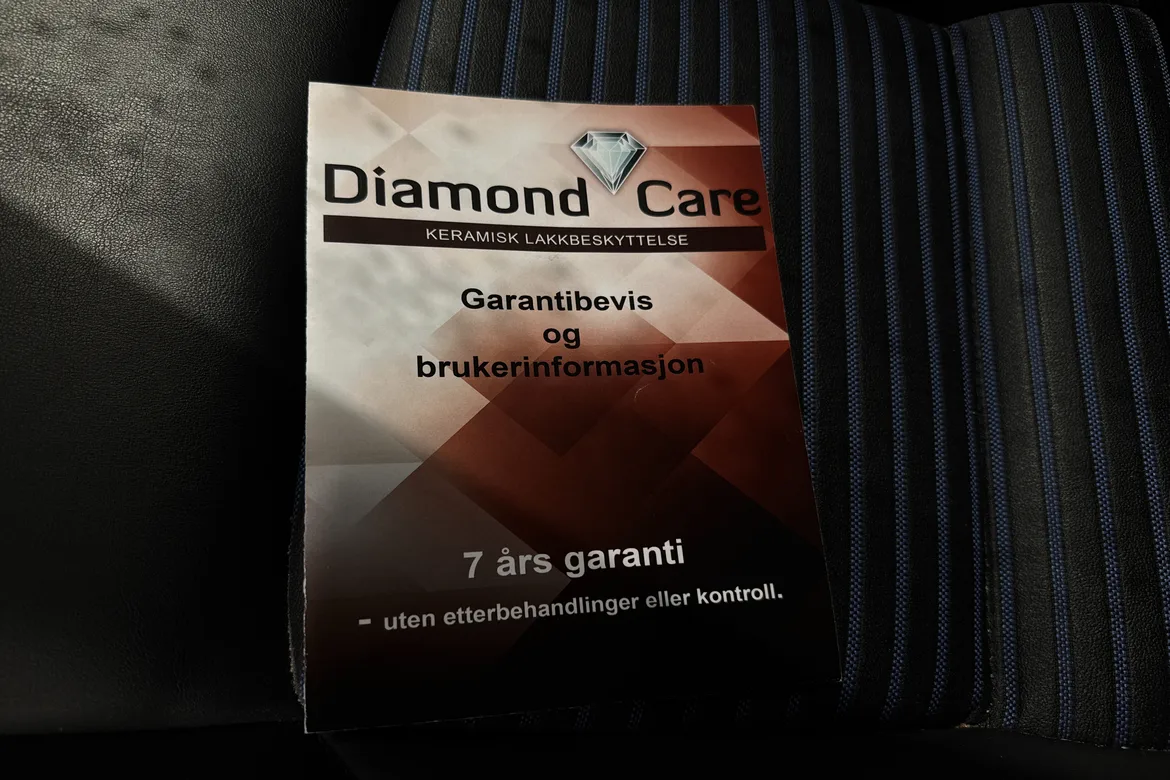 Diamond Care
KERAMISK LAKKBESKYTTELSE
Garantibevis
og
brukerinformasjon
7 års garanti
- uten etterbehandlinger eller kontroll.